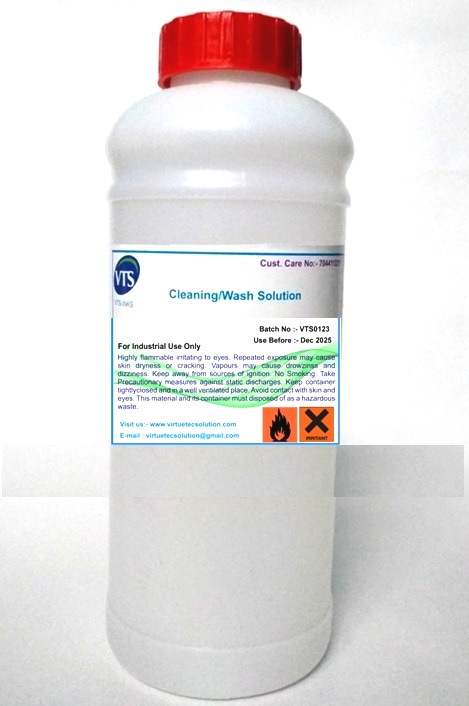 Cust. Care No:-
VTS
VTS-INKS
Cleaning/Wash Solution
Batch No :- VTS0123
Use Before :- Dec 2025
For Industrial Use Only
Highly flammable irritating to eyes. Repeated exposure may cause
skin dryness or cracking. Vapours may cause drowzinss and
dizziness. Keep away from sources of ignition. No Smoking. Take
Precautionary measures against static discharges. Keep container
tightlyclosed and in a well ventilated place. Avoid contact with skin and
eyes. This material and its container must disposed of as a hazardous
waste.
Visit us:- www.virtuetecsolution.com
E-mail : virtuetecsolution@gmail.com
IRRITANT